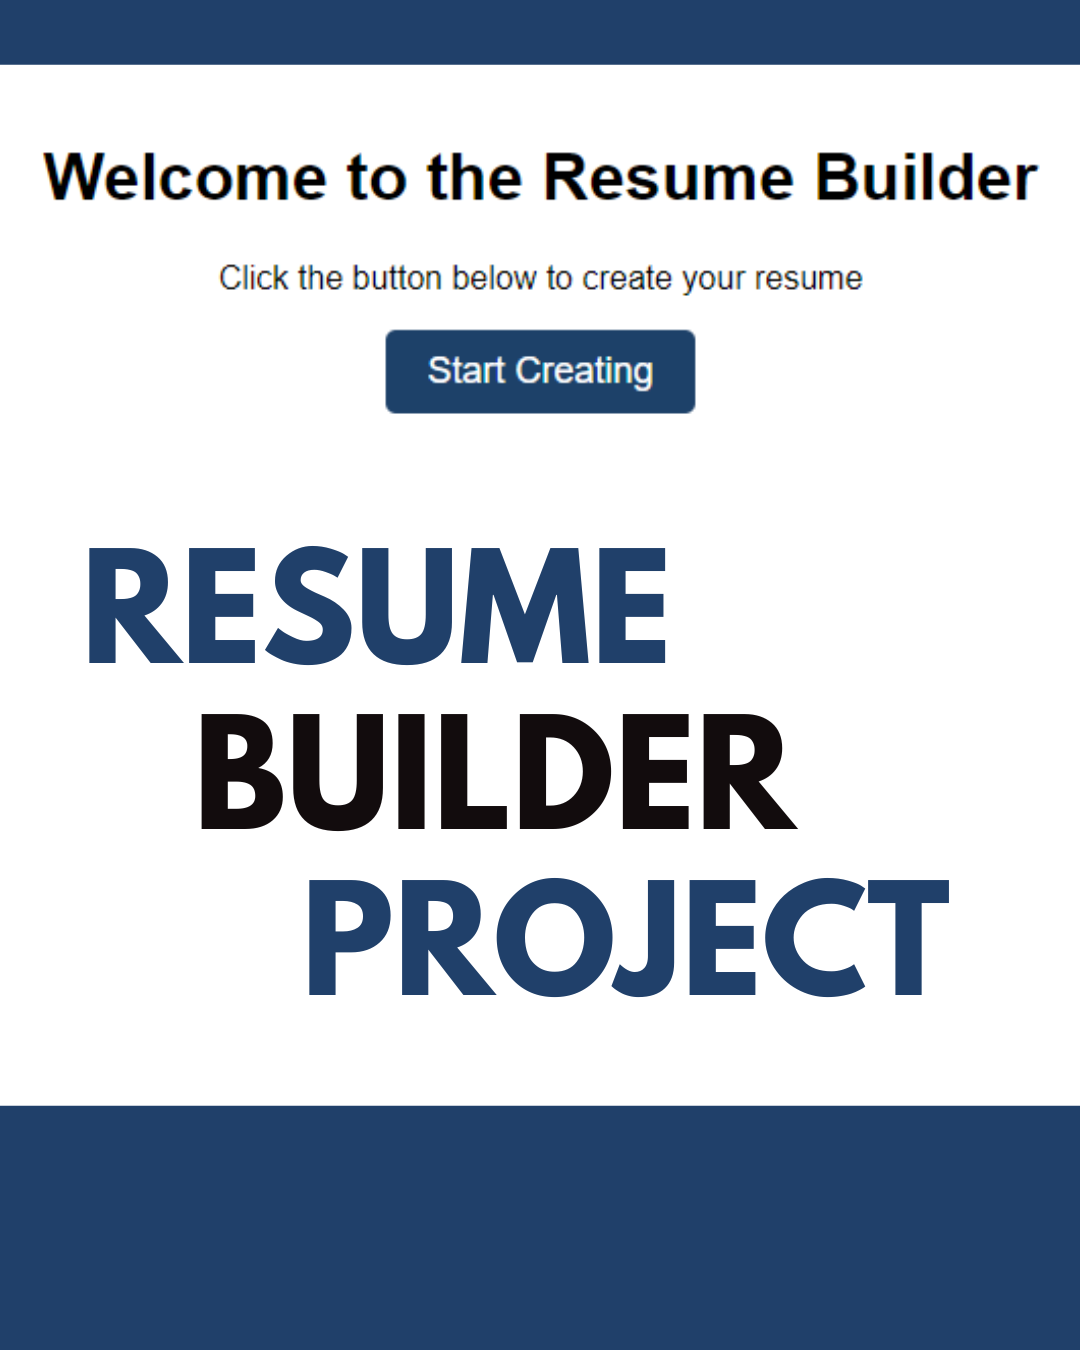 Welcome to the Resume Builder
Click the button below to create your resume
Start Creating
RESUME
BUILDER
PROJECT